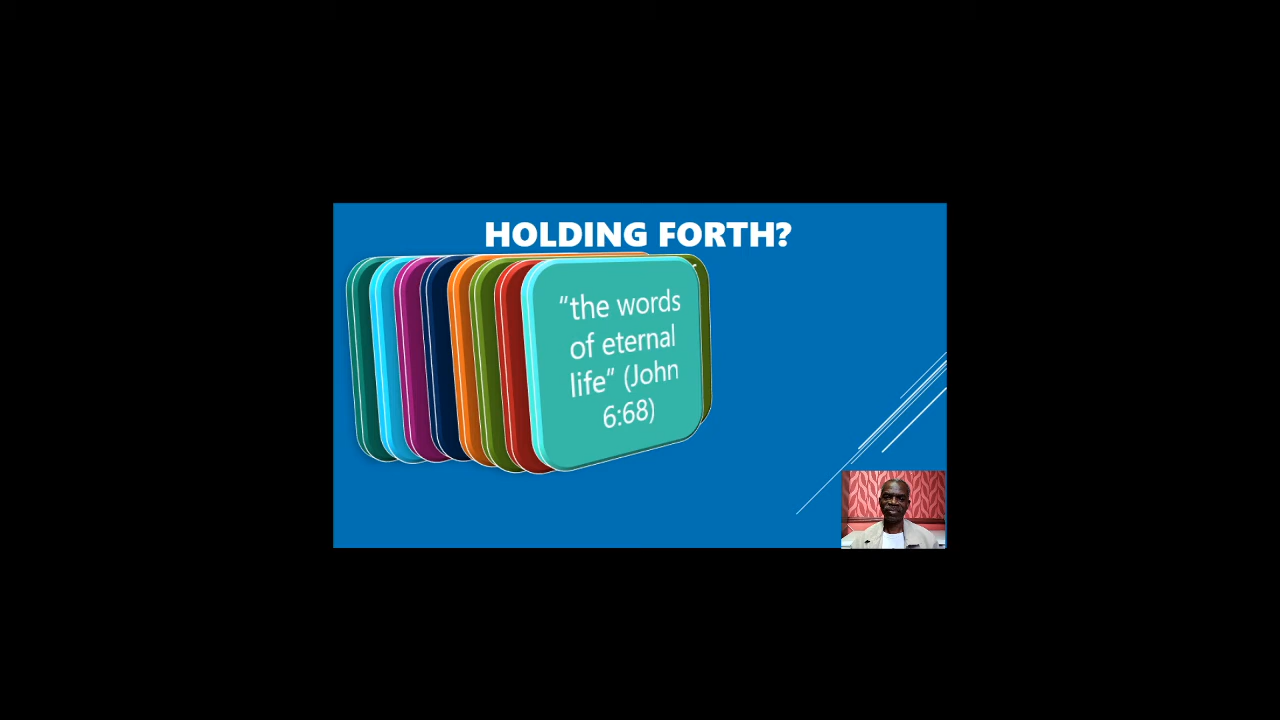 HOLDING FORTH?
“the words
of eternal
life” (John
6:68)